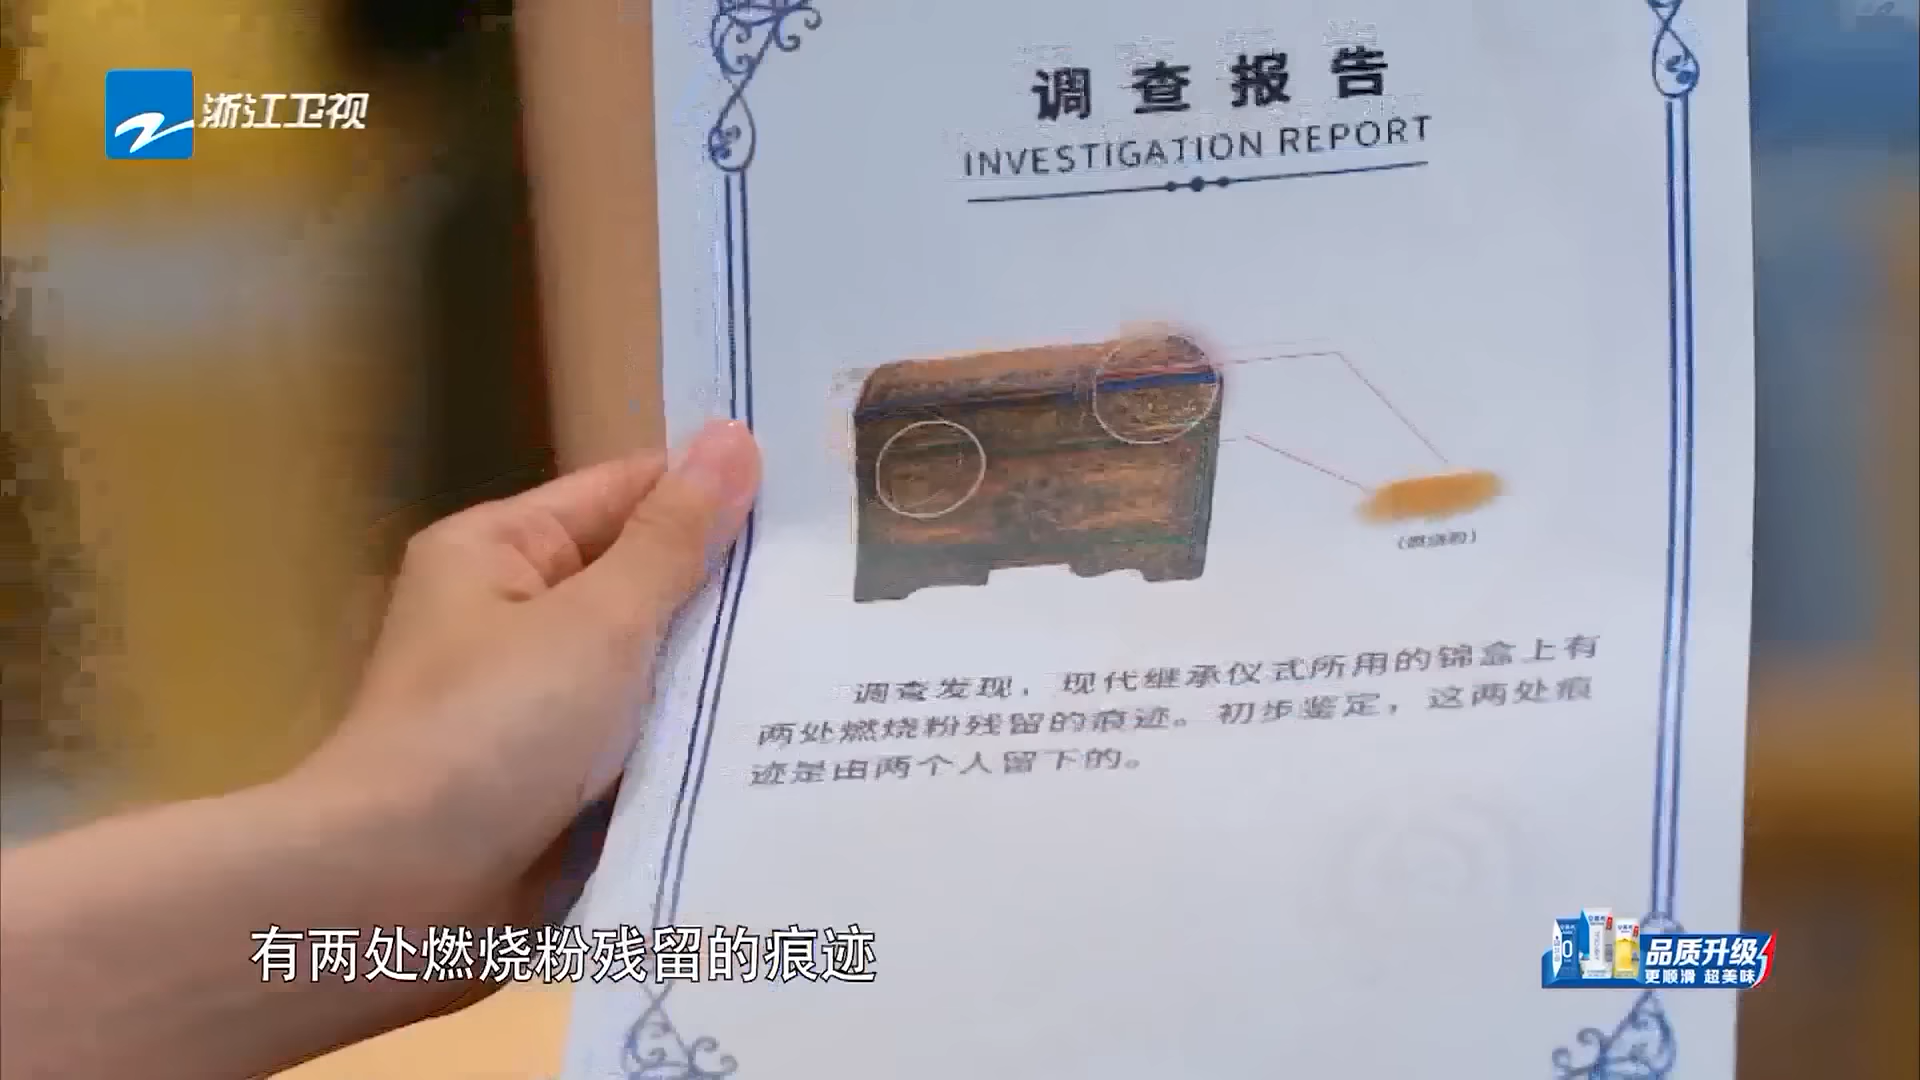 浙江卫视
调查报告
INVESTIGATION REPORT
(燃烧粉)
调查发现，现代继承仪式所用的锦盒上有
两处燃烧粉残留的痕迹。初步鉴定，这两处痕
迹是由两个人留下的。
有两处燃烧粉残留的痕迹
品质升级
更顺滑 超美味